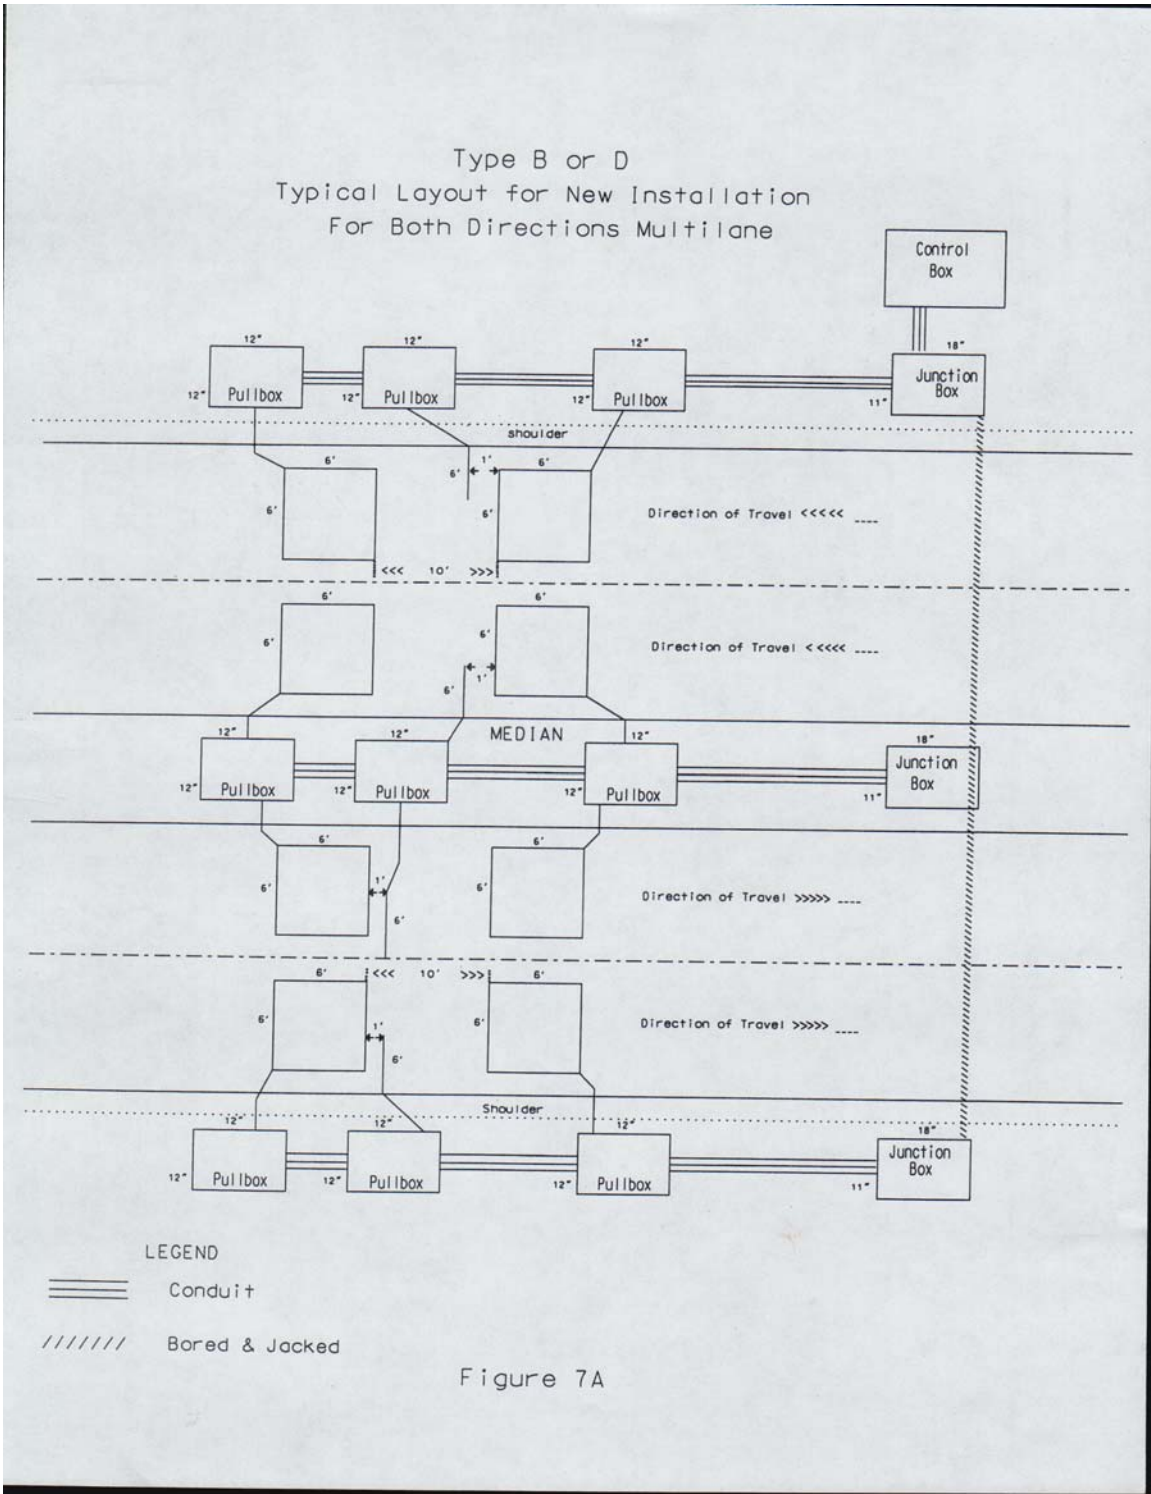 Type B or D
Typical Layout for New Installation
For Both Directions Multilane
Control
Box
12" 12" 12" 18"
12" Pullbox 12" Pullbox 12" Pullbox 11" Junction
Box
shoulder
6' 6' 1' 6'
6' 6' Direction of Travel <<<<< ----
<<< 10' >>>
6' 6'
6' 6' Direction of Travel <<<<< ----
6' 1'
12" 12" MEDIAN 12" 18"
12" Pullbox 12" Pullbox 12" Pullbox 11" Junction
Box
6' 6'
6' 1' 6' Direction of Travel >>>>> ----
6'
6' <<< 10' >>> 6'
6' 1' 6' Direction of Travel >>>>> ----
6'
Shoulder
12" 12" 12" 18"
12" Pullbox 12" Pullbox 12" Pullbox 11" Junction
Box
LEGEND
Conduit
/////// Bored & Jacked
Figure 7A